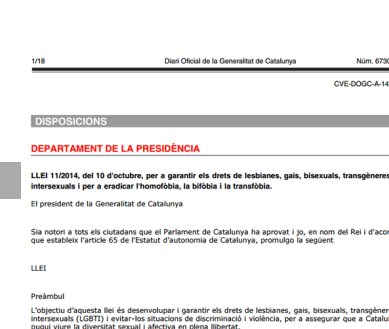 1/18 Diari Oficial de la Generalitat de Catalunya Núm. 6730
CVE-DOGC-A-14
DISPOSICIONS
DEPARTAMENT DE LA PRESIDÈNCIA
LLEI 11/2014, del 10 d'octubre, per a garantir els drets de lesbianes, gais, bisexuals, transgèneres
intersexuals i per a eradicar l'homofòbia, la bifòbia i la transfòbia.
El president de la Generalitat de Catalunya
Sia notori a tots els ciutadans que el Parlament de Catalunya ha aprovat i jo, en nom del Rei i d'acor
que estableix l'article 65 de l'Estatut d'autonomia de Catalunya, promulgo la següent
LLEI
Preàmbul
L'objectiu d'aquesta llei és desenvolupar i garantir els drets de lesbianes, gais, bisexuals, transgèner
intersexuals (LGBTI) i evitar-los situacions de discriminació i violència, per a assegurar que a Catalu
pugui viure la diversitat sexual i afectiva en plena llibertat.